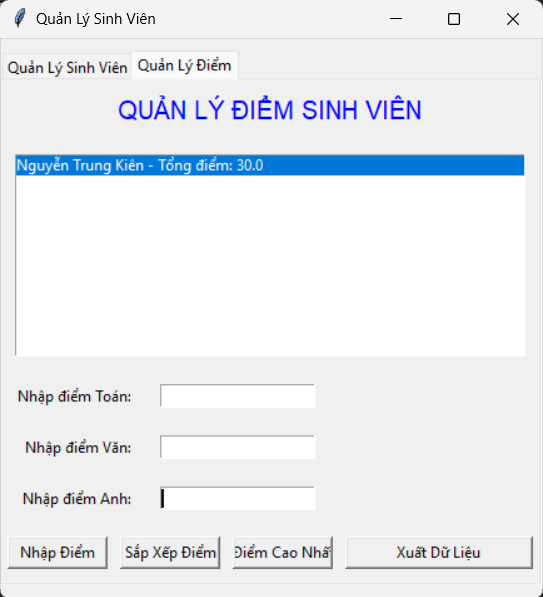 Quản Lý Sinh Viên
Quản Lý Sinh Viên Quản Lý Điểm
QUẢN LÝ ĐIỂM SINH VIÊN
Nguyễn Trung Kiên - Tổng điểm: 30.0
Nhập điểm Toán:
Nhập điểm Văn:
Nhập điểm Anh:
Nhập Điểm Sắp Xếp Điểm Điểm Cao Nhất Xuất Dữ Liệu